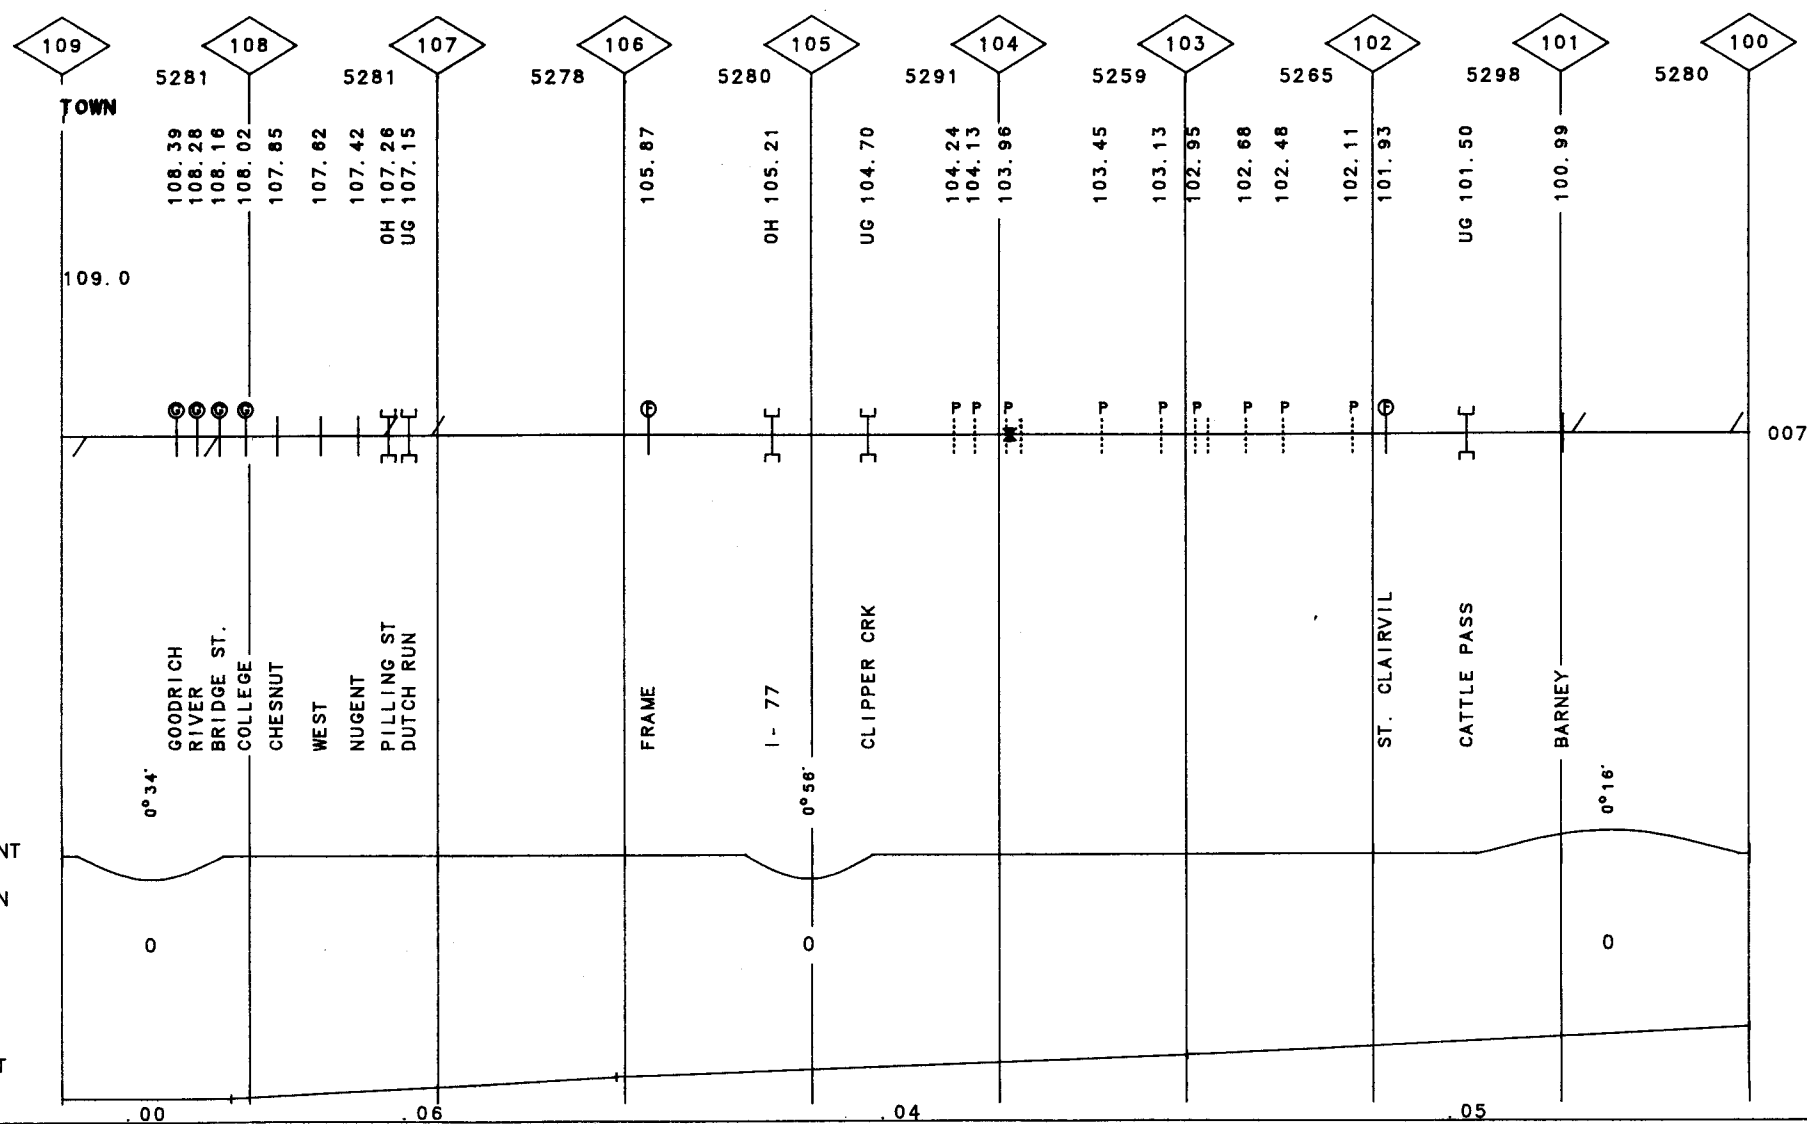 109 108 107 106 105 104 103 102 101 100
5281 5281 5278 5280 5291 5259 5265 5298 5280
TOWN
108.39
108.28
108.16
108.02
107.85
107.62
107.42
OH 107.26
UG 107.15
105.87
OH 105.21
UG 104.70
104.24
104.13
103.96
103.45
103.13
102.95
102.68
102.48
102.11
101.93
UG 101.50
100.99
109.0
G G G G F P P P P P P P P P F
007
GOODRICH
RIVER
BRIDGE ST.
COLLEGE
CHESNUT
WEST
NUGENT
PILLING ST
DUTCH RUN
FRAME
I- 77
CLIPPER CRK
ST. CLAIRVIL
CATTLE PASS
BARNEY
0°34'
0°56'
0°16'
NT
N
0 0 0
T
.00 .06 .04 .05